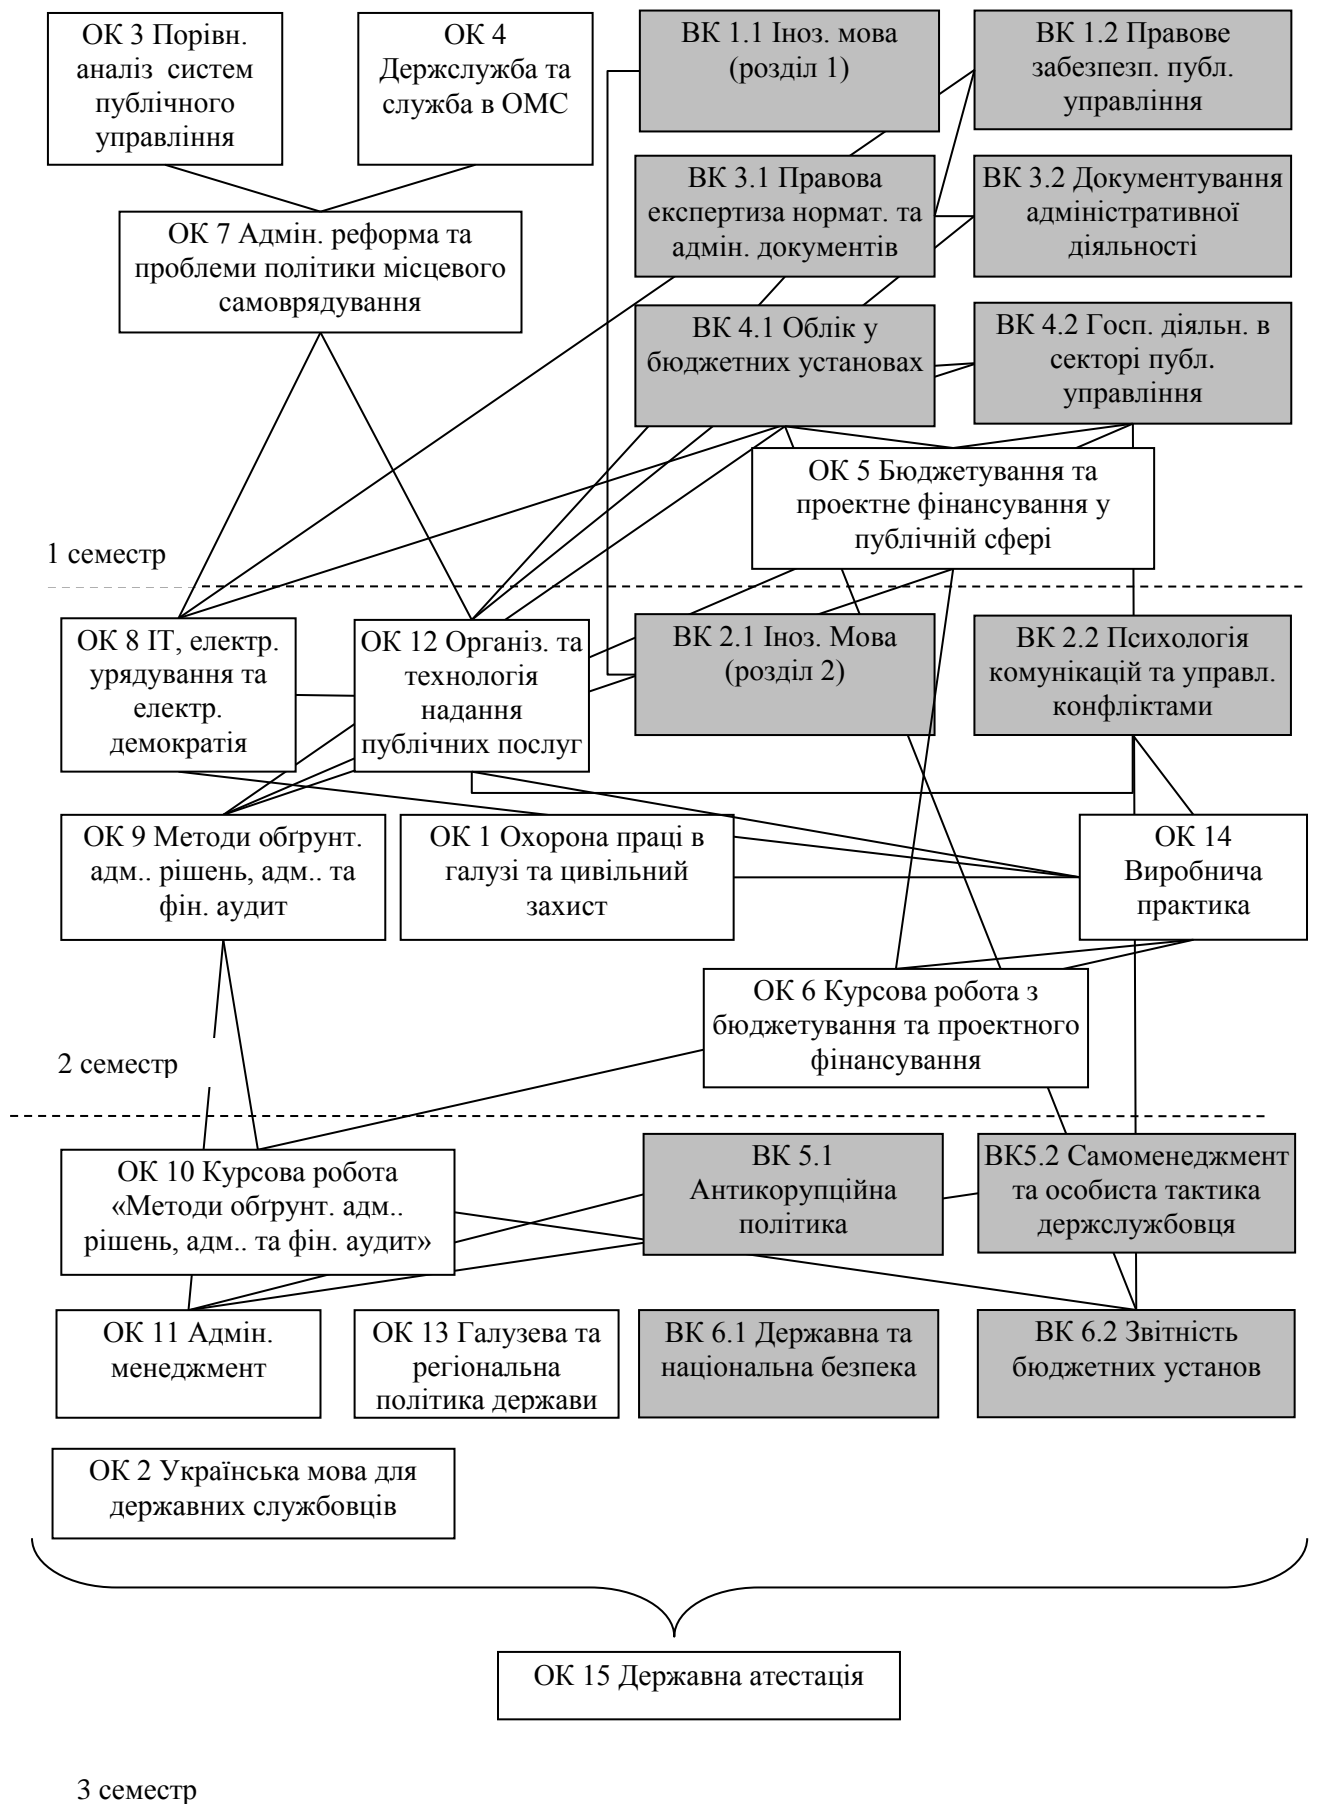 ОК 3 Порівн.
аналіз систем
публічного
управління
ОК 4
Держслужба та
служба в ОМС
ВК 1.1 Іноз. мова
(розділ 1)
ВК 1.2 Правове
забезпезп. публ.
управління
ВК 3.1 Правова
експертиза нормат. та
адмін. документів
ВК 3.2 Документування
адміністративної
діяльності
ОК 7 Адмін. реформа та
проблеми політики місцевого
самоврядування
ВК 4.1 Облік у
бюджетних установах
ВК 4.2 Госп. діяльн. в
секторі публ.
управління
ОК 5 Бюджетування та
проектне фінансування у
публічній сфері
1 семестр
ОК 8 ІТ, електр.
урядування та
електр.
демократія
ОК 12 Організ. та
технологія
надання
публічних послуг
ВК 2.1 Іноз. Мова
(розділ 2)
ВК 2.2 Психологія
комунікацій та управл.
конфліктами
ОК 9 Методи обґрунт.
адм.. рішень, адм.. та
фін. аудит
ОК 1 Охорона праці в
галузі та цивільний
захист
ОК 14
Виробнича
практика
ОК 6 Курсова робота з
бюджетування та проектного
фінансування
2 семестр
ОК 10 Курсова робота
«Методи обґрунт. адм..
рішень, адм.. та фін. аудит»
ВК 5.1
Антикорупційна
політика
ВК5.2 Самоменеджмент
та особиста тактика
держслужбовця
ОК 11 Адмін.
менеджмент
ОК 13 Галузева та
регіональна
політика держави
ВК 6.1 Державна та
національна безпека
ВК 6.2 Звітність
бюджетних установ
ОК 2 Українська мова для
державних службовців
ОК 15 Державна атестація
3 семестр